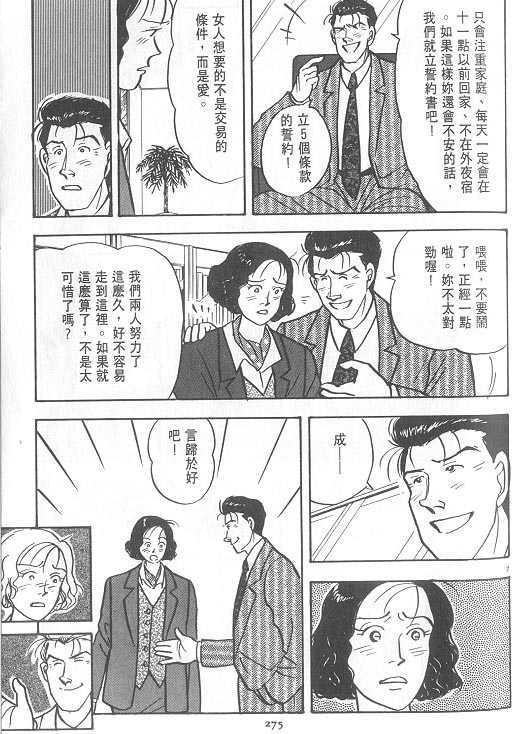 只會注重家庭、每天一定會在
十一點以前回家、不在外夜宿
。如果這樣妳還會不安的話，
我們就立誓約書吧！
立5個條款
的誓約！
女人想要的不是交易的
條件，而是愛。
喂喂，不要鬧
了，正經一點
啦。妳不太對
勁喔！
我們兩人努力了
這麼久，好不容易
走到這裡。如果就
這麼算了，不是太
可惜了嗎？
成——
言歸於好
吧！
7
275